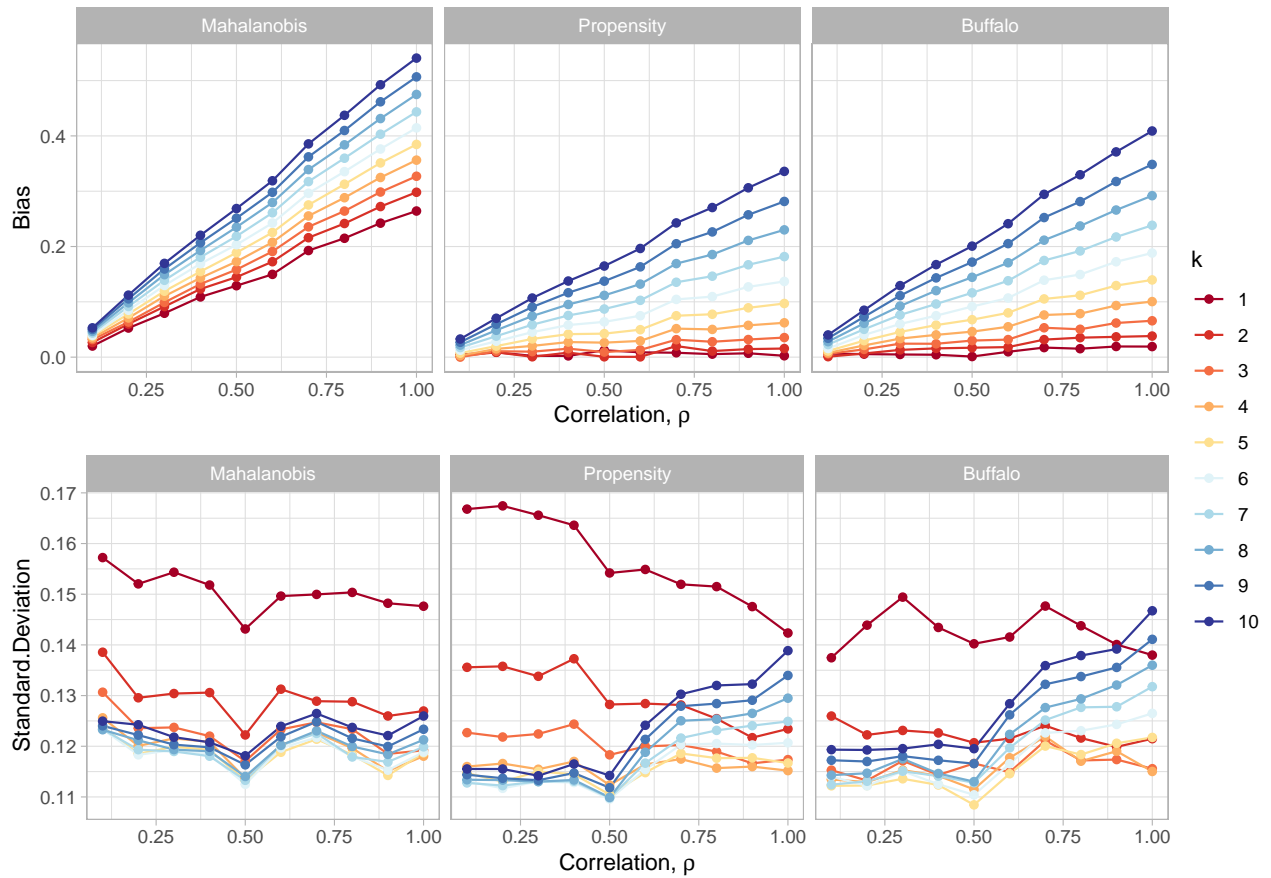 Mahalanobis Propensity Buffalo
0.4
0.2
0.0
Bias
0.25 0.50 0.75 1.00 0.25 0.50 0.75 1.00 0.25 0.50 0.75 1.00
Correlation, ρ
Mahalanobis Propensity Buffalo
0.17
0.16
0.15
0.14
0.13
0.12
0.11
Standard.Deviation
0.25 0.50 0.75 1.00 0.25 0.50 0.75 1.00 0.25 0.50 0.75 1.00
Correlation, ρ
k
1
2
3
4
5
6
7
8
9
10